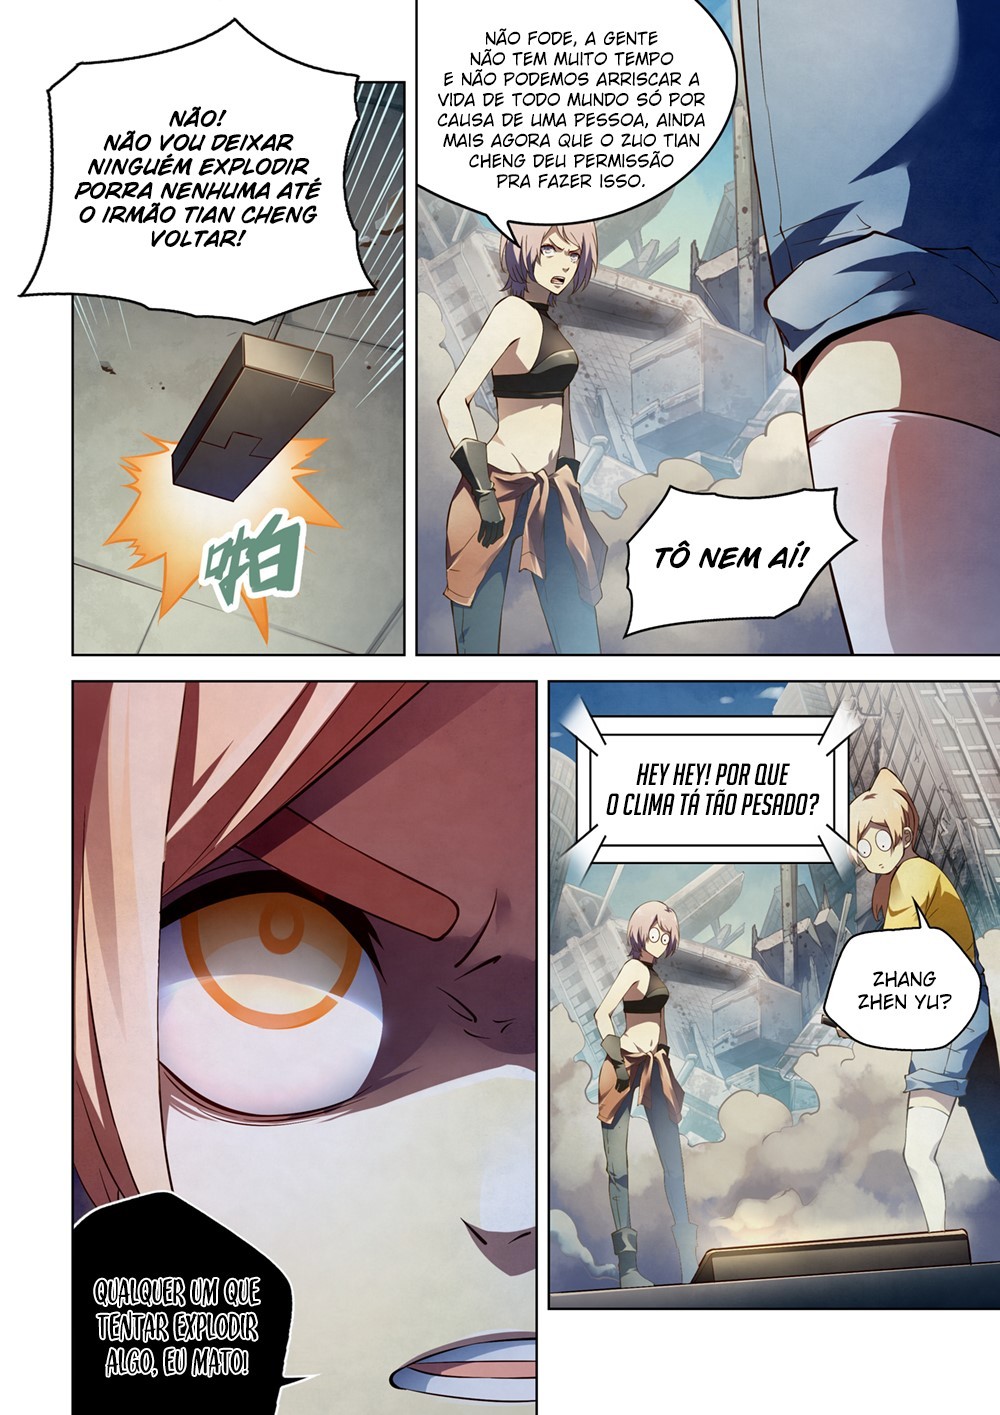 NÃO!
NÃO VOU DEIXAR
NINGUÉM EXPLODIR
PORRA NENHUMA ATÉ
O IRMÃO TIAN CHENG
VOLTAR!
啪
NÃO FODE, A GENTE
NÃO TEM MUITO TEMPO
E NÃO PODEMOS ARRISCAR A
VIDA DE TODO MUNDO SÓ POR
CAUSA DE UMA PESSOA, AINDA
MAIS AGORA QUE O ZUO TIAN
CHENG DEU PERMISSÃO
PRA FAZER ISSO.
TÔ NEM AÍ!
QUALQUER UM QUE
TENTAR EXPLODIR
ALGO, EU MATO!
HEY HEY! POR QUE
O CLIMA TÁ TÃO PESADO?
ZHANG
ZHEN YU?